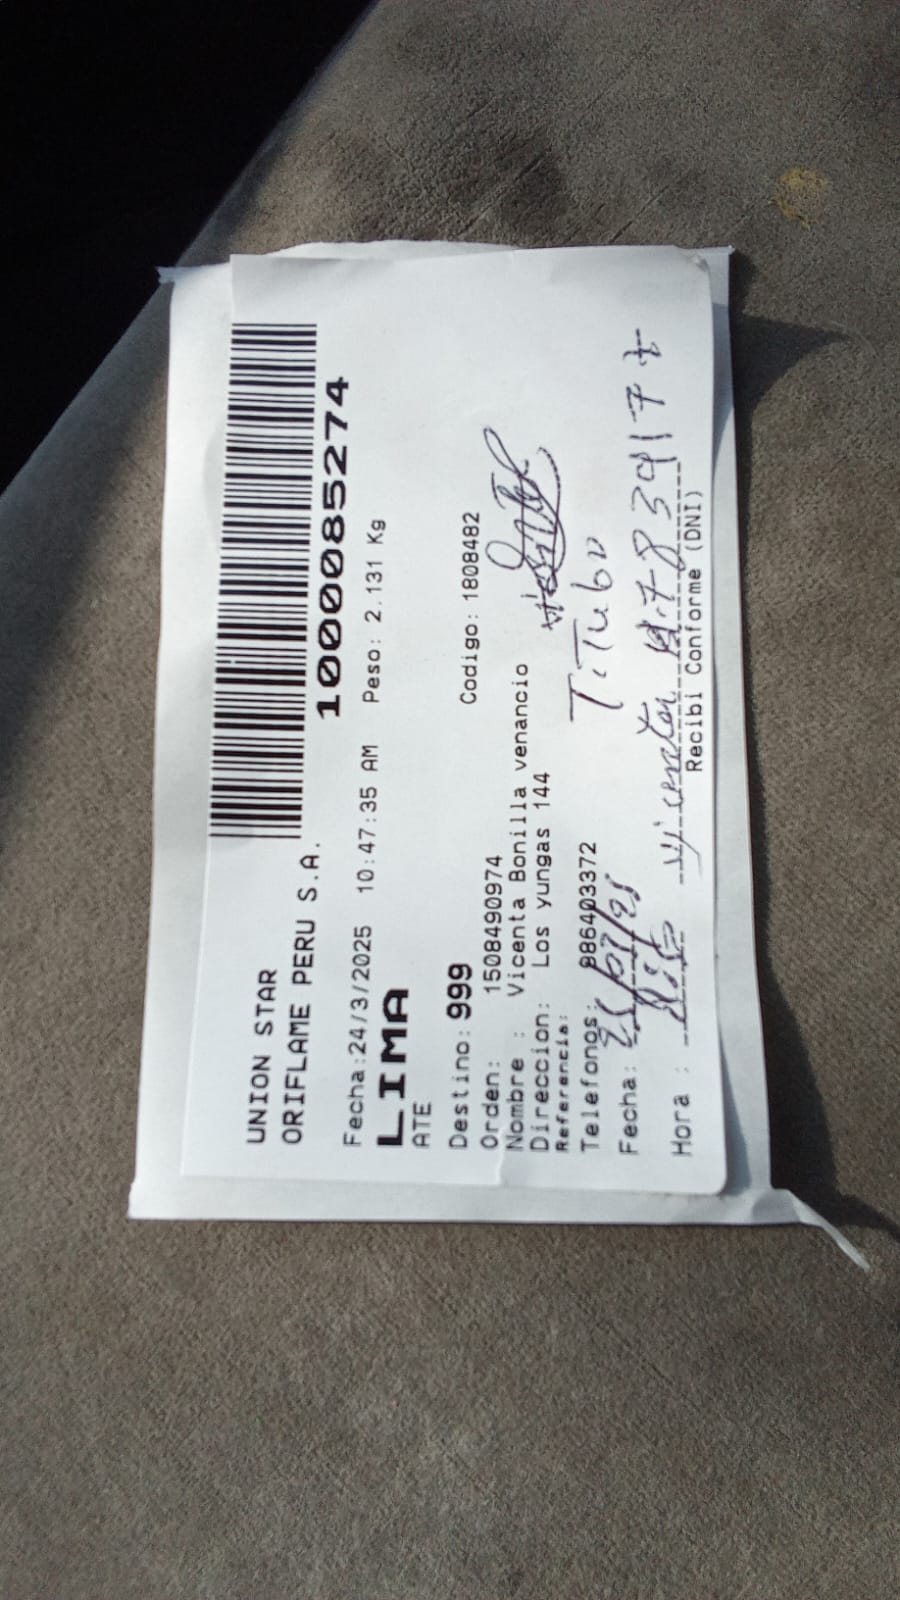 UNION STAR
ORIFLAME PERU S.A.
1000085274
Fecha:24/3/2025 10:47:35 AM Peso: 2.131 Kg
LIMA
ATE
Destino: 999
Orden: 1508490974 Codigo: 1808482
Nombre : Vicenta Bonilla venancio
Direccion: Los yungas 144
Referencia:
Telefonos: 986403372
TiTubo
Fecha:
Hora :
Recibi Conforme (DNI)